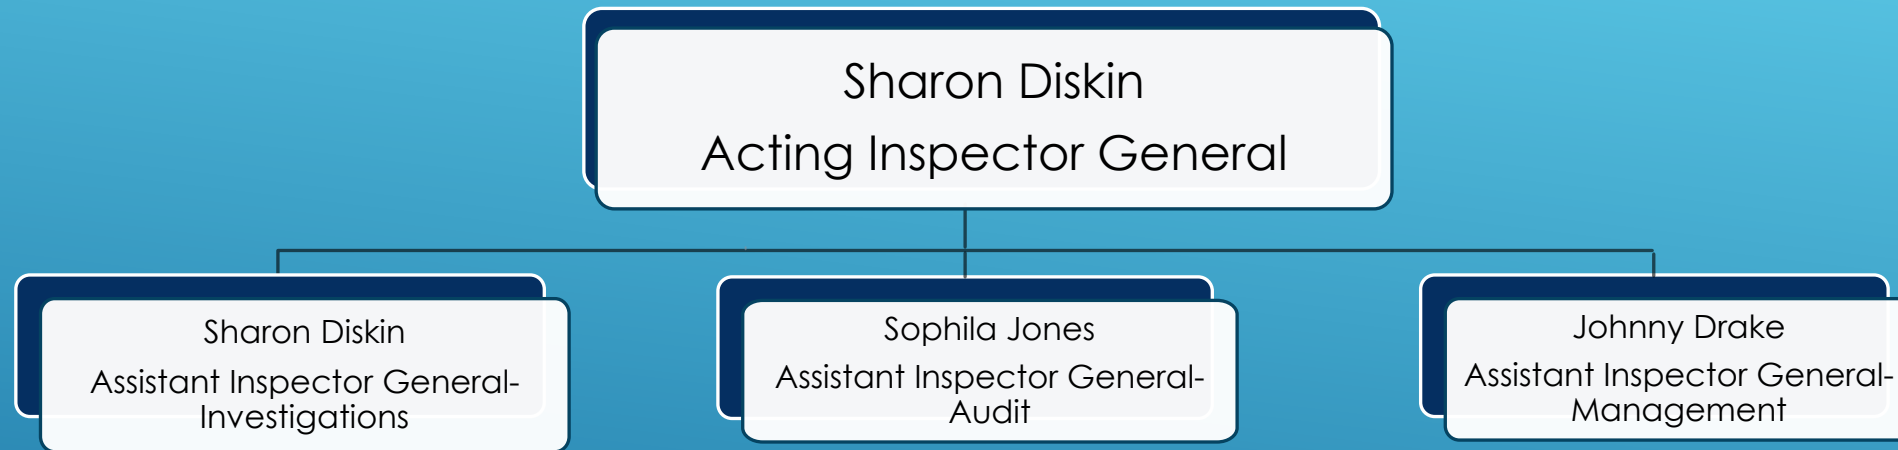 Sharon Diskin
Acting Inspector General
Sharon Diskin
Assistant Inspector General-
Investigations
Sophila Jones
Assistant Inspector General-
Audit
Johnny Drake
Assistant Inspector General-
Management